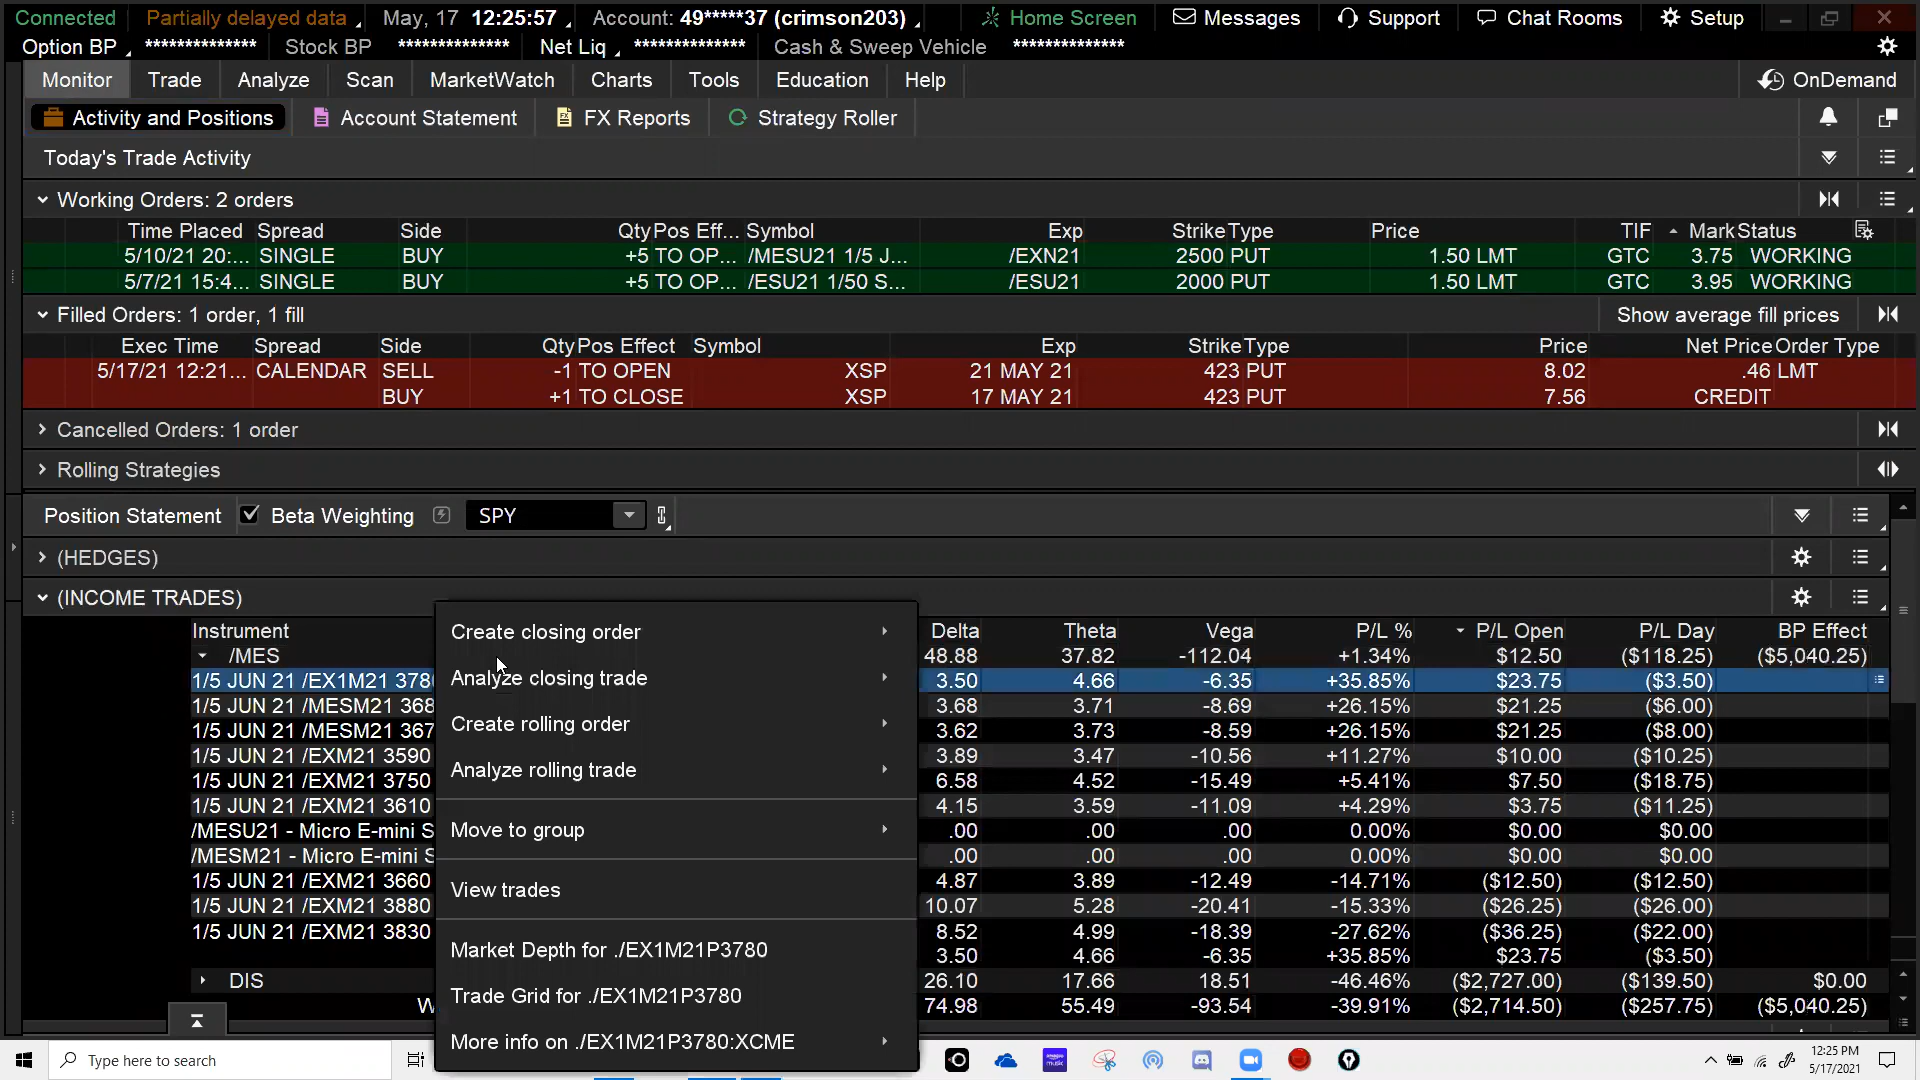 Connected Partially delayed data May, 17 12:25:57 Account: 49*****37 (crimson203) Home Screen Messages Support Chat Rooms Setup
Option BP ************** Stock BP ************** Net Liq ************** Cash & Sweep Vehicle **************
Monitor Trade Analyze Scan MarketWatch Charts Tools Education Help OnDemand
Activity and Positions Account Statement FX Reports Strategy Roller
Today's Trade Activity
Working Orders: 2 orders
Time Placed Spread Side Qty Pos Eff... Symbol Exp Strike Type Price TIF Mark Status
5/10/21 20:... SINGLE BUY +5 TO OP... /MESU21 1/5 J... /EXN21 2500 PUT 1.50 LMT GTC 3.75 WORKING
5/7/21 15:4... SINGLE BUY +5 TO OP... /ESU21 1/50 S... /ESU21 2000 PUT 1.50 LMT GTC 3.95 WORKING
Filled Orders: 1 order, 1 fill Show average fill prices
Exec Time Spread Side Qty Pos Effect Symbol Exp Strike Type Price Net Price Order Type
5/17/21 12:21... CALENDAR SELL -1 TO OPEN XSP 21 MAY 21 423 PUT 8.02 .46 LMT
BUY +1 TO CLOSE XSP 17 MAY 21 423 PUT 7.56 CREDIT
Cancelled Orders: 1 order
Rolling Strategies
Position Statement Beta Weighting SPY
(HEDGES)
(INCOME TRADES)
Instrument Delta Theta Vega P/L % P/L Open P/L Day BP Effect
/MES 48.88 37.82 -112.04 +1.34% $12.50 ($118.25) ($5,040.25)
1/5 JUN 21 /EX1M21 378 3.50 4.66 -6.35 +35.85% $23.75 ($3.50)
1/5 JUN 21 /MESM21 368 3.68 3.71 -8.69 +26.15% $21.25 ($6.00)
1/5 JUN 21 /MESM21 367 3.62 3.73 -8.59 +26.15% $21.25 ($8.00)
1/5 JUN 21 /EXM21 3590 3.89 3.47 -10.56 +11.27% $10.00 ($10.25)
1/5 JUN 21 /EXM21 3750 6.58 4.52 -15.49 +5.41% $7.50 ($18.75)
1/5 JUN 21 /EXM21 3610 4.15 3.59 -11.09 +4.29% $3.75 ($11.25)
/MESU21 - Micro E-mini S .00 .00 .00 0.00% $0.00 $0.00
/MESM21 - Micro E-mini S .00 .00 .00 0.00% $0.00 $0.00
1/5 JUN 21 /EXM21 3660 4.87 3.89 -12.49 -14.71% ($12.50) ($12.50)
1/5 JUN 21 /EXM21 3880 10.07 5.28 -20.41 -15.33% ($26.25) ($26.00)
1/5 JUN 21 /EXM21 3830 8.52 4.99 -18.39 -27.62% ($36.25) ($22.00)
3.50 4.66 -6.35 +35.85% $23.75 ($3.50)
DIS 26.10 17.66 18.51 -46.46% ($2,727.00) ($139.50) $0.00
74.98 55.49 -93.54 -39.91% ($2,714.50) ($257.75) ($5,040.25)
Create closing order
Analyze closing trade
Create rolling order
Analyze rolling trade
Move to group
View trades
Market Depth for ./EX1M21P3780
Trade Grid for ./EX1M21P3780
More info on ./EX1M21P3780:XCME
Type here to search
12:25 PM
5/17/2021